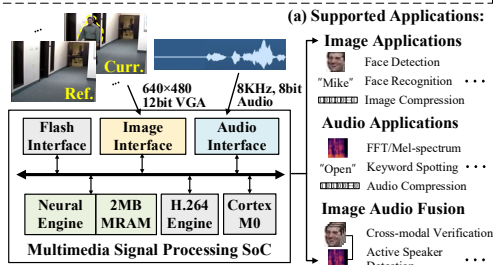 (a) Supported Applications:
Image Applications
Face Detection
"Mike" Face Recognition ...
Image Compression
Audio Applications
FFT/Mel-spectrum
"Open" Keyword Spotting ...
Audio Compression
Image Audio Fusion
Cross-modal Verification
Active Speaker
Detection ...
...
Curr.
Ref.
...
640×480
12bit VGA
8KHz, 8bit
Audio
Flash
Interface
Image
Interface
Audio
Interface
Neural
Engine
2MB
MRAM
H.264
Engine
Cortex
M0
Multimedia Signal Processing SoC